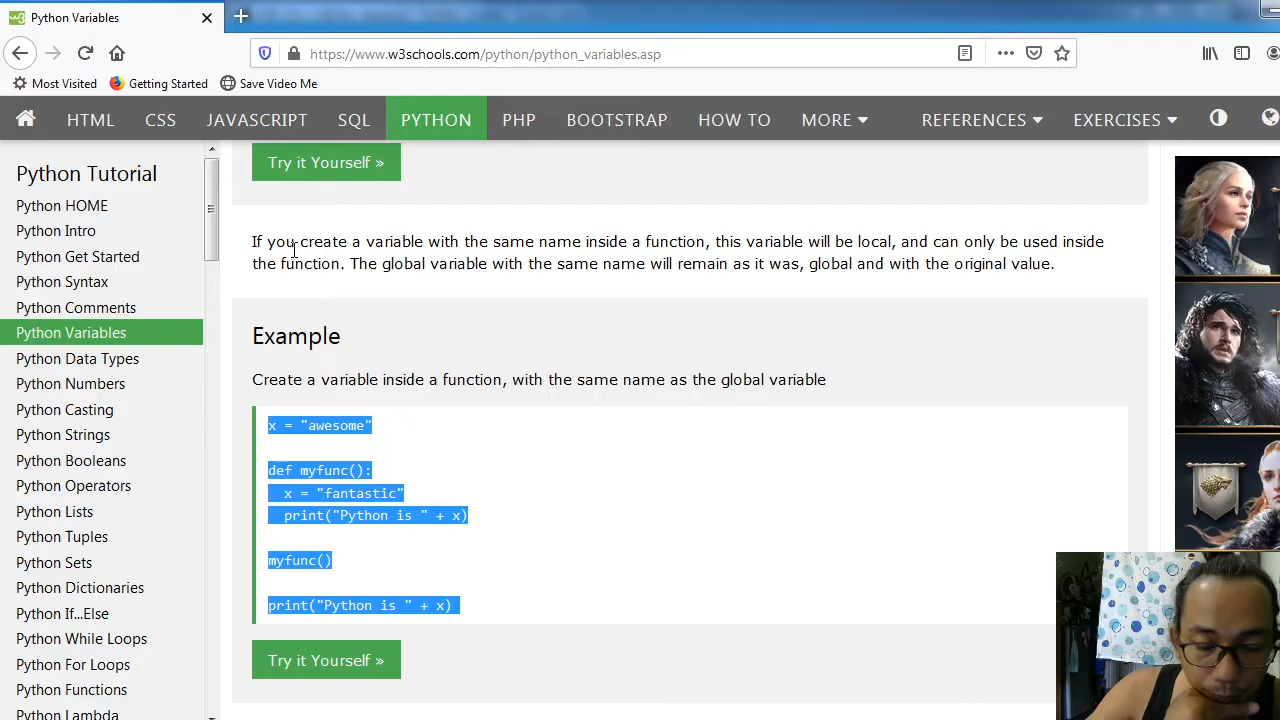 Python Variables
https://www.w3schools.com/python/python_variables.asp
Most Visited
Getting Started
Save Video Me
HTML
CSS
JAVASCRIPT
SQL
PYTHON
PHP
BOOTSTRAP
HOW TO
MORE
REFERENCES
EXERCISES
Python Tutorial
Python HOME
Python Intro
Python Get Started
Python Syntax
Python Comments
Python Variables
Python Data Types
Python Numbers
Python Casting
Python Strings
Python Booleans
Python Operators
Python Lists
Python Tuples
Python Sets
Python Dictionaries
Python If...Else
Python While Loops
Python For Loops
Python Functions
Python Lambda
Try it Yourself »
If you create a variable with the same name inside a function, this variable will be local, and can only be used inside
the function. The global variable with the same name will remain as it was, global and with the original value.
Example
Create a variable inside a function, with the same name as the global variable
x = "awesome"
def myfunc():
x = "fantastic"
print("Python is " + x)
myfunc()
print("Python is " + x)
Try it Yourself »